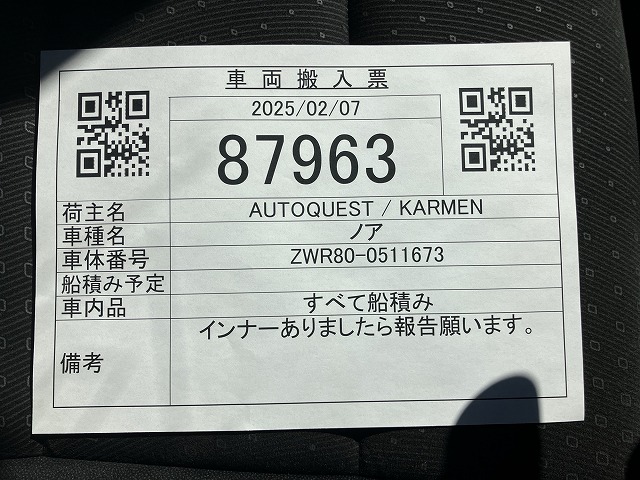 車両搬入票
2025/02/07
87963
荷主名 AUTOQUEST / KARMEN
車種名 ノア
車体番号 ZWR80-0511673
船積み予定
車内品 すべて船積み
備考 インナーありましたら報告願います。